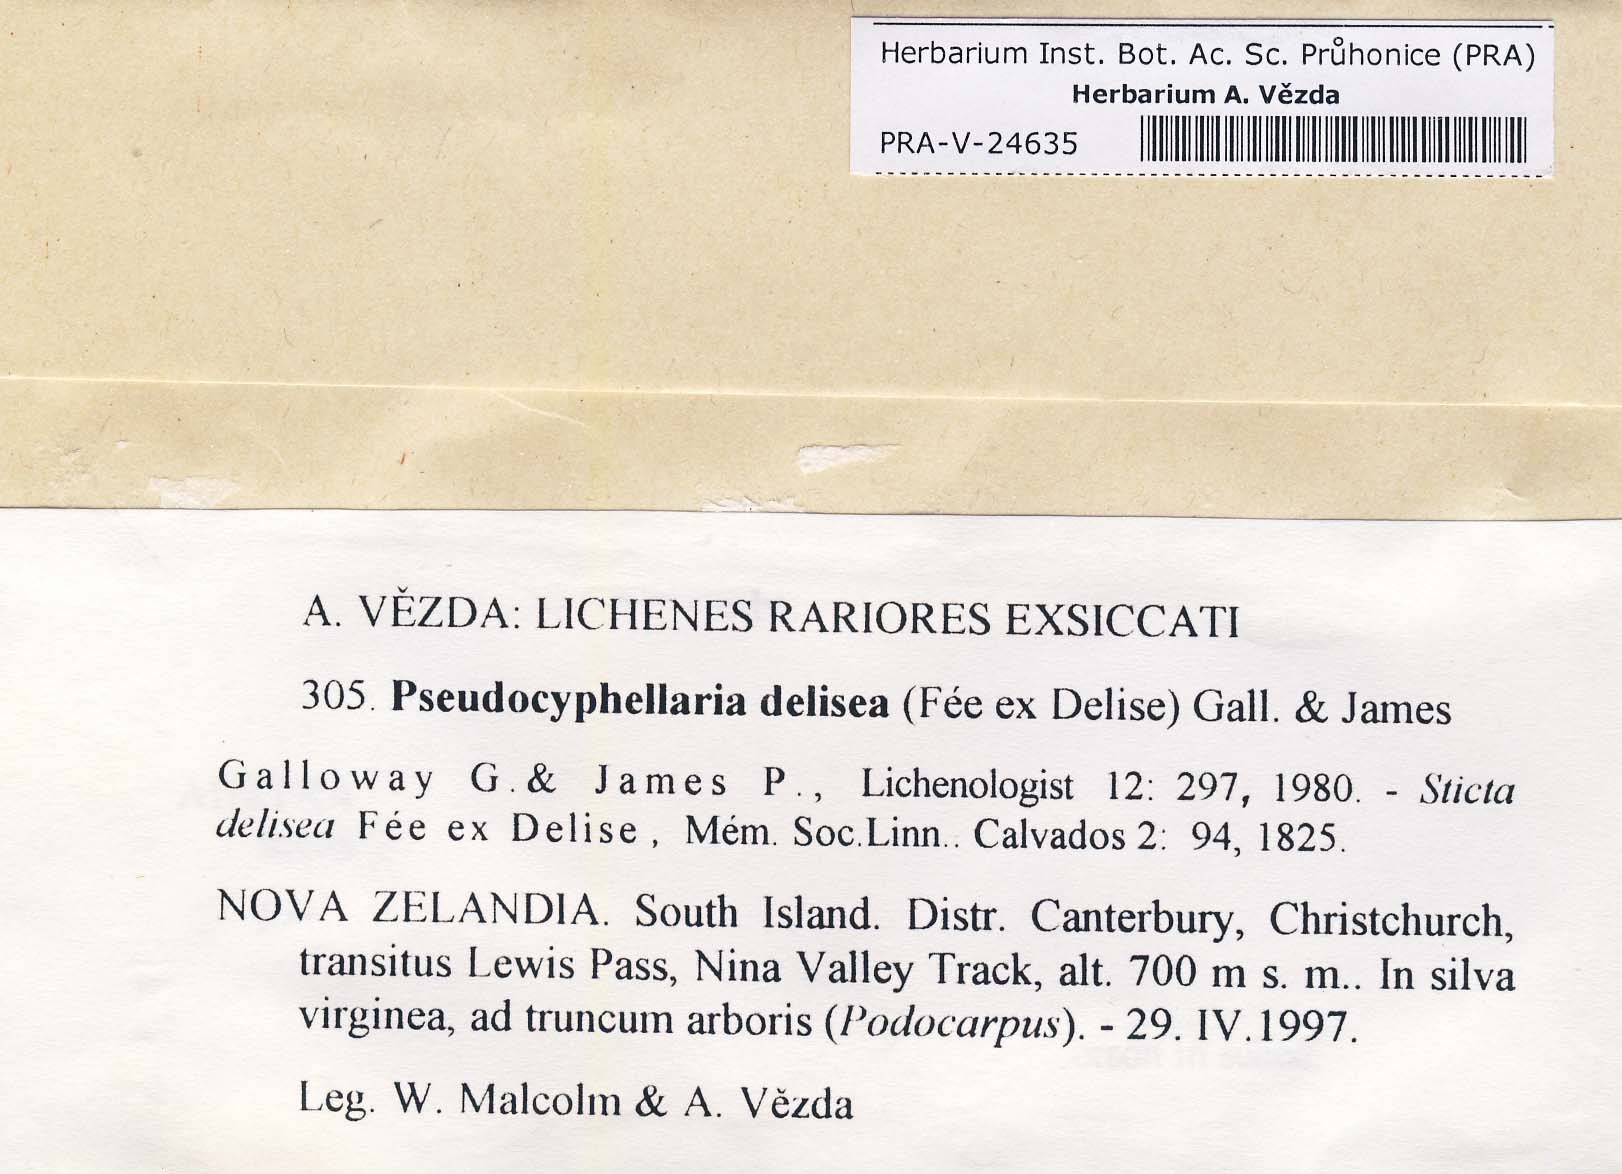 Herbarium Inst. Bot. Ac. Sc. Průhonice (PRA)
Herbarium A. Vězda
PRA-V-24635
A. VĚZDA: LICHENES RARIORES EXSICCATI
305. Pseudocyphellaria delisea (Fée ex Delise) Gall. & James
Galloway G.& James P., Lichenologist 12: 297, 1980. - Sticta
delisea Fée ex Delise, Mém. Soc.Linn.. Calvados 2: 94, 1825.
NOVA ZELANDIA. South Island. Distr. Canterbury, Christchurch,
transitus Lewis Pass, Nina Valley Track, alt. 700 m s. m.. In silva
virginea, ad truncum arboris (Podocarpus). - 29. IV.1997.
Leg. W. Malcolm & A. Vězda